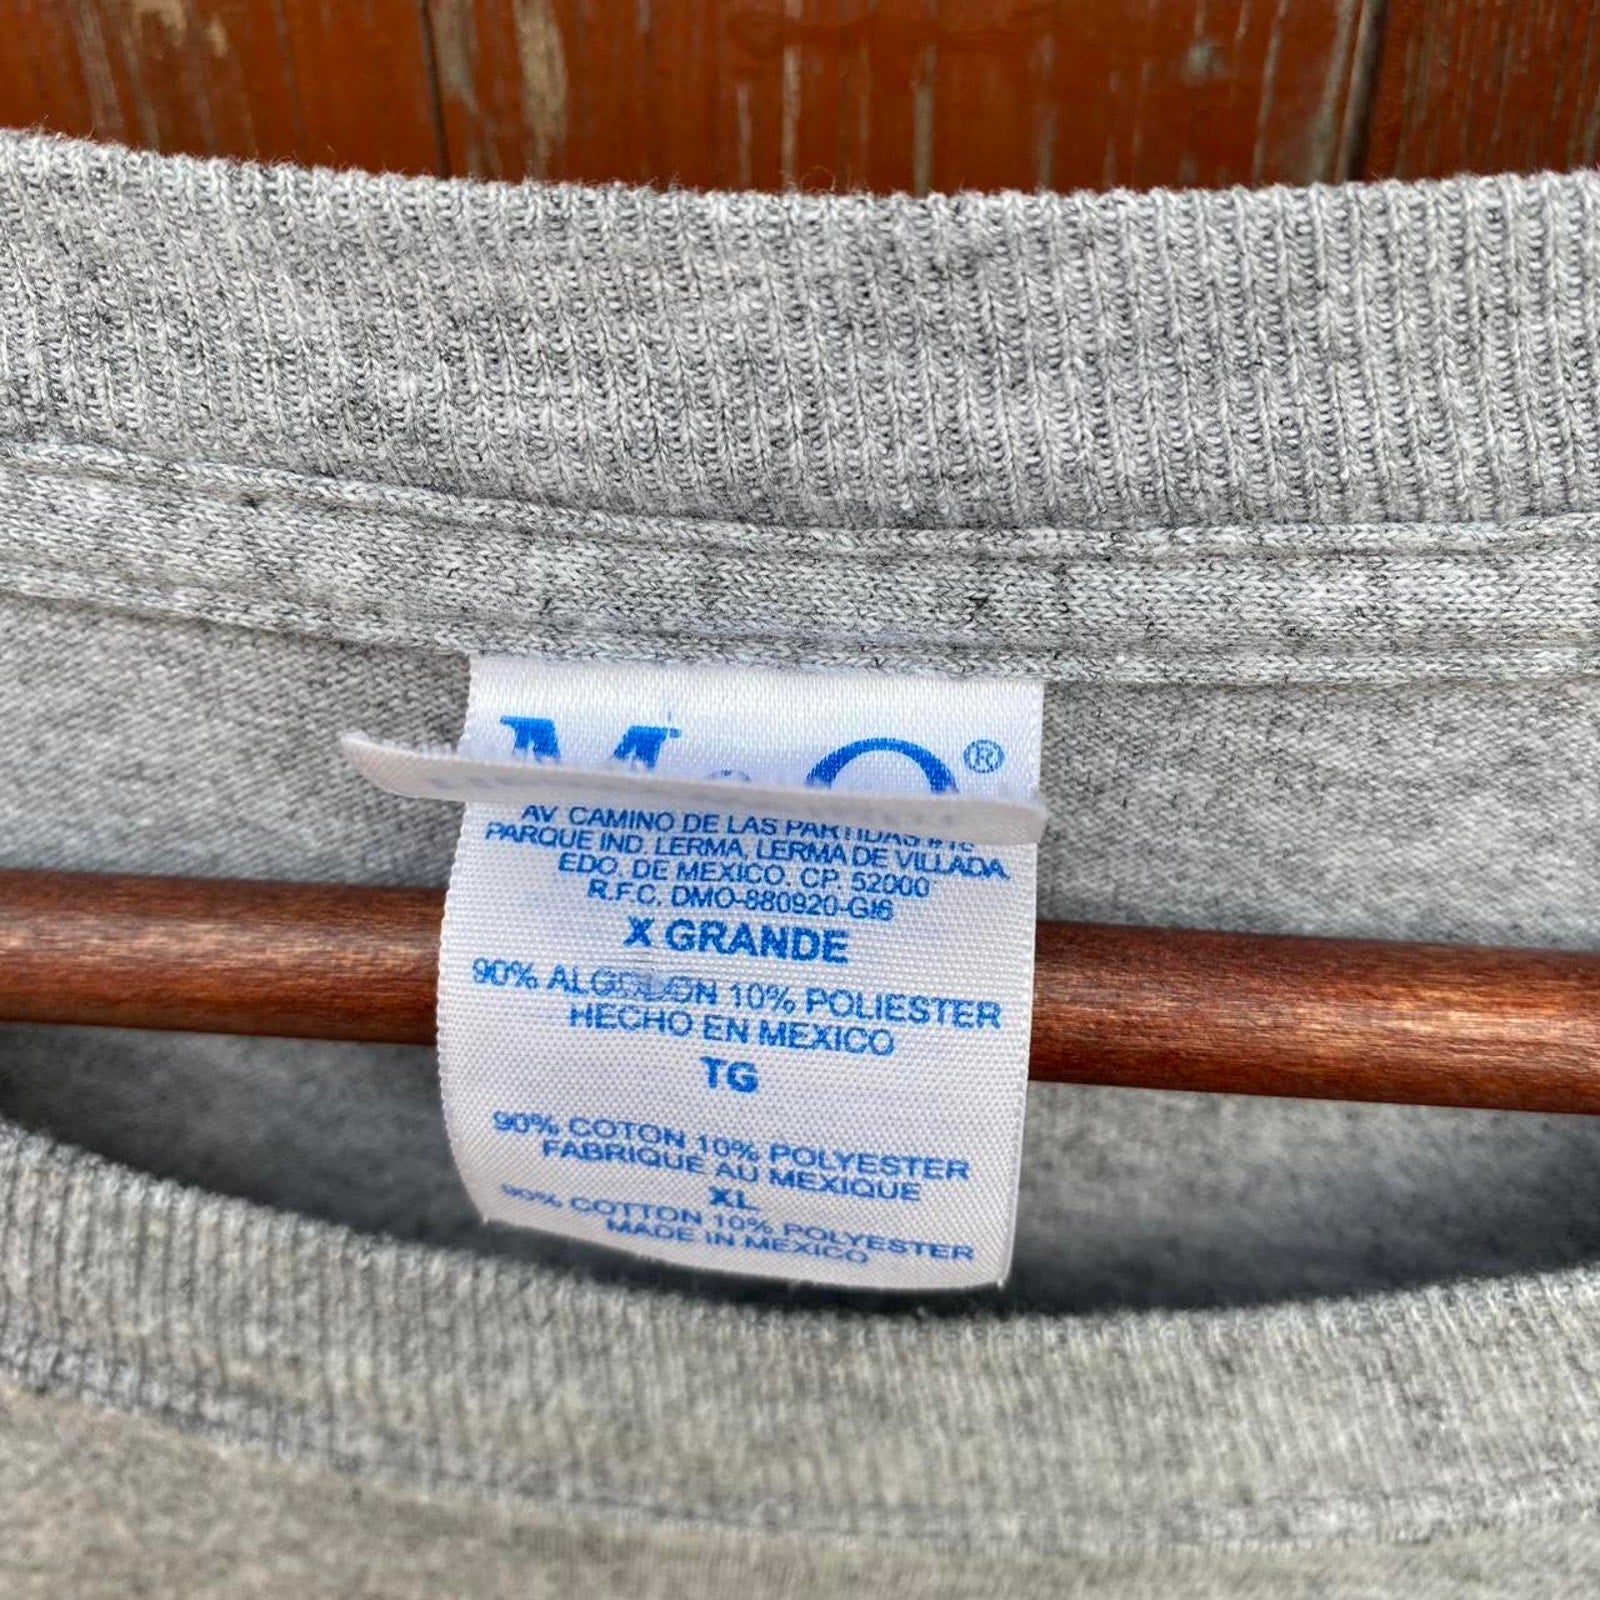 M&O®
AV. CAMINO DE LAS PARTIDAS #18
PARQUE IND. LERMA, LERMA DE VILLADA,
EDO. DE MEXICO. CP. 52000
R.F.C. DMO-880920-GI6
X GRANDE
90% ALGODON 10% POLIESTER
HECHO EN MEXICO
TG
90% COTON 10% POLYESTER
FABRIQUE AU MEXIQUE
XL
90% COTTON 10% POLYESTER
MADE IN MEXICO